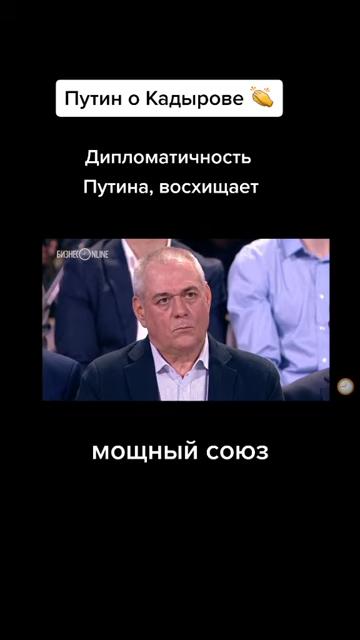 Путин о Кадырове 👏
Дипломатичность
Путина, восхищает
БИЗНЕС ONLINE
мощный союз